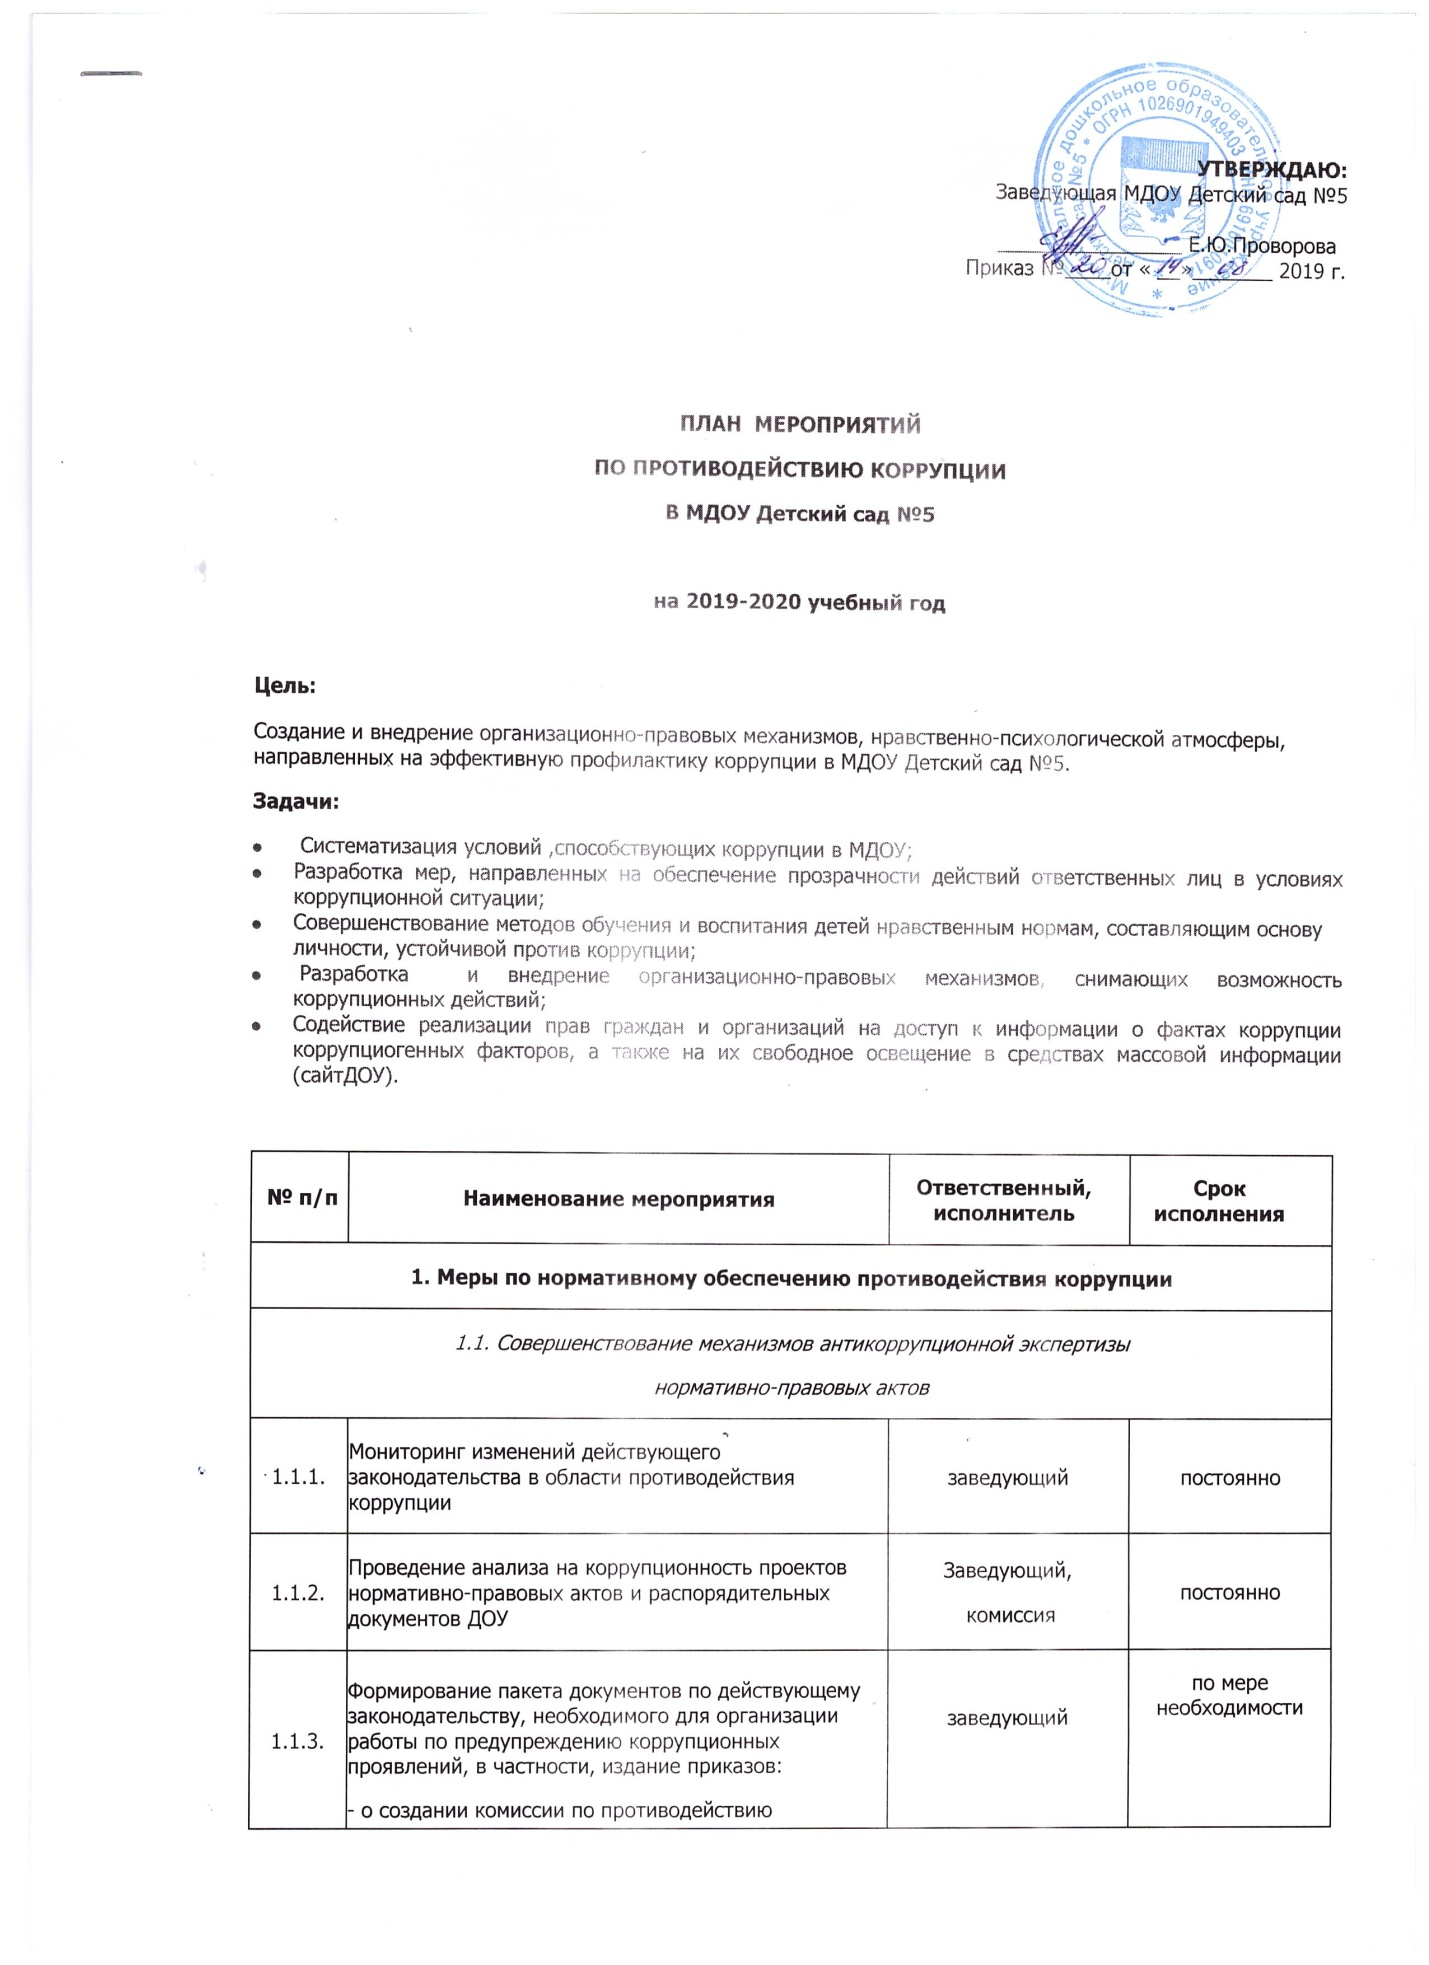 УТВЕРЖДАЮ:
Заведующая МДОУ Детский сад №5
Е.Ю.Проворова
Приказ № 20 от « 14 » 08 2019 г.
ОГРН 1026901949403
ПЛАН МЕРОПРИЯТИЙ
ПО ПРОТИВОДЕЙСТВИЮ КОРРУПЦИИ
В МДОУ Детский сад №5
на 2019-2020 учебный год
Цель:
Создание и внедрение организационно-правовых механизмов, нравственно-психологической атмосферы,
направленных на эффективную профилактику коррупции в МДОУ Детский сад №5.
Задачи:
• Систематизация условий ,способствующих коррупции в МДОУ;
• Разработка мер, направленных на обеспечение прозрачности действий ответственных лиц в условиях
коррупционной ситуации;
• Совершенствование методов обучения и воспитания детей нравственным нормам, составляющим основу
личности, устойчивой против коррупции;
• Разработка и внедрение организационно-правовых механизмов, снимающих возможность
коррупционных действий;
• Содействие реализации прав граждан и организаций на доступ к информации о фактах коррупции
коррупциогенных факторов, а также на их свободное освещение в средствах массовой информации
(сайтДОУ).
№ п/п
Наименование мероприятия
Ответственный,
исполнитель
Срок
исполнения
1. Меры по нормативному обеспечению противодействия коррупции
1.1. Совершенствование механизмов антикоррупционной экспертизы
нормативно-правовых актов
1.1.1.
Мониторинг изменений действующего
законодательства в области противодействия
коррупции
заведующий
постоянно
1.1.2.
Проведение анализа на коррупционность проектов
нормативно-правовых актов и распорядительных
документов ДОУ
Заведующий,
комиссия
постоянно
1.1.3.
Формирование пакета документов по действующему
законодательству, необходимого для организации
работы по предупреждению коррупционных
проявлений, в частности, издание приказов:
- о создании комиссии по противодействию
заведующий
по мере
необходимости